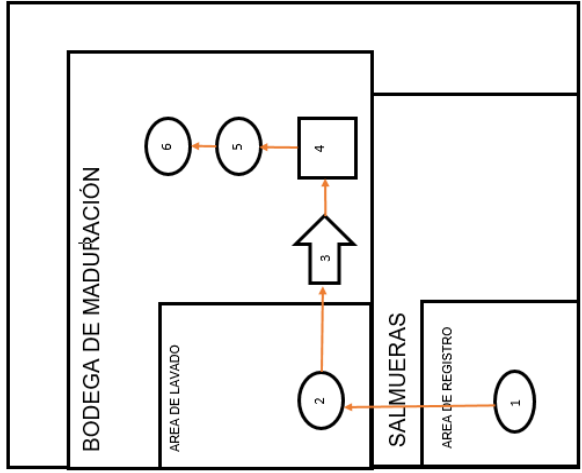 BODEGA DE MADURACIÓN
AREA DE LAVADO
SALMUERAS
AREA DE REGISTRO
1
2
3
4
5
6